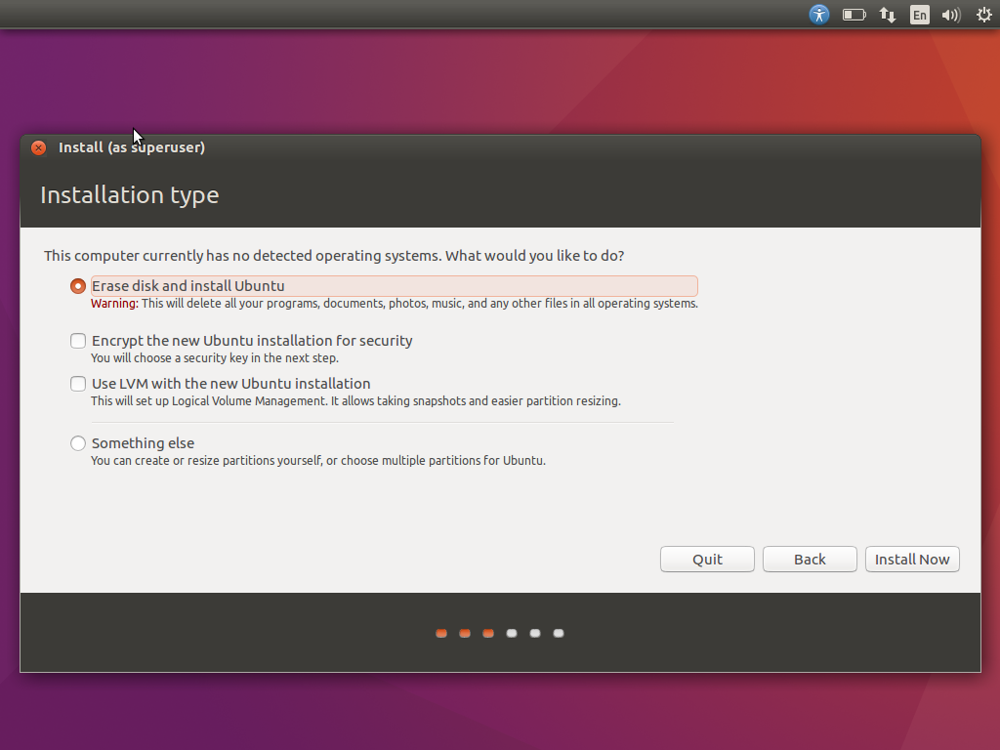 En
Install (as superuser)
Installation type
This computer currently has no detected operating systems. What would you like to do?
Erase disk and install Ubuntu
Warning: This will delete all your programs, documents, photos, music, and any other files in all operating systems.
Encrypt the new Ubuntu installation for security
You will choose a security key in the next step.
Use LVM with the new Ubuntu installation
This will set up Logical Volume Management. It allows taking snapshots and easier partition resizing.
Something else
You can create or resize partitions yourself, or choose multiple partitions for Ubuntu.
Quit Back Install Now